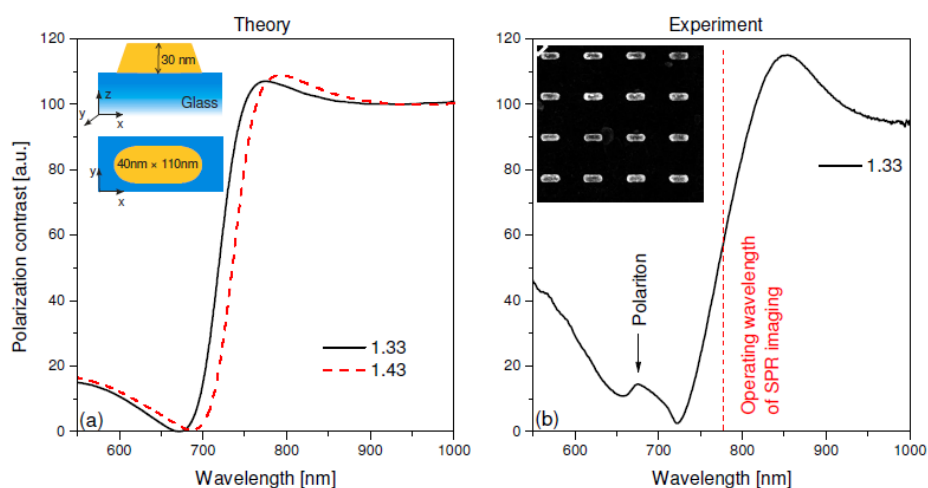 Theory
Polarization contrast [a.u.]
120
100
80
60
40
20
0
30 nm
Glass
z
y
x
40nm × 110nm
y
x
1.33
1.43
(a)
600
700
800
900
1000
Wavelength [nm]
Experiment
120
100
80
60
40
20
0
1.33
Polariton
Operating wavelength
of SPR imaging
(b)
600
700
800
900
1000
Wavelength [nm]